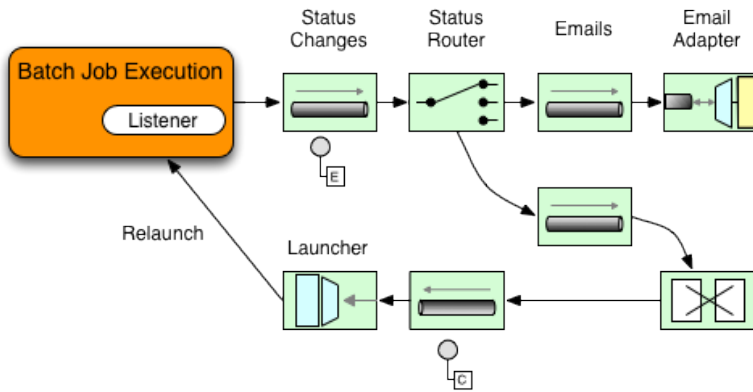 Status
Changes
Status
Router
Emails
Email
Adapter
Batch Job Execution
Listener
E
Relaunch
Launcher
C